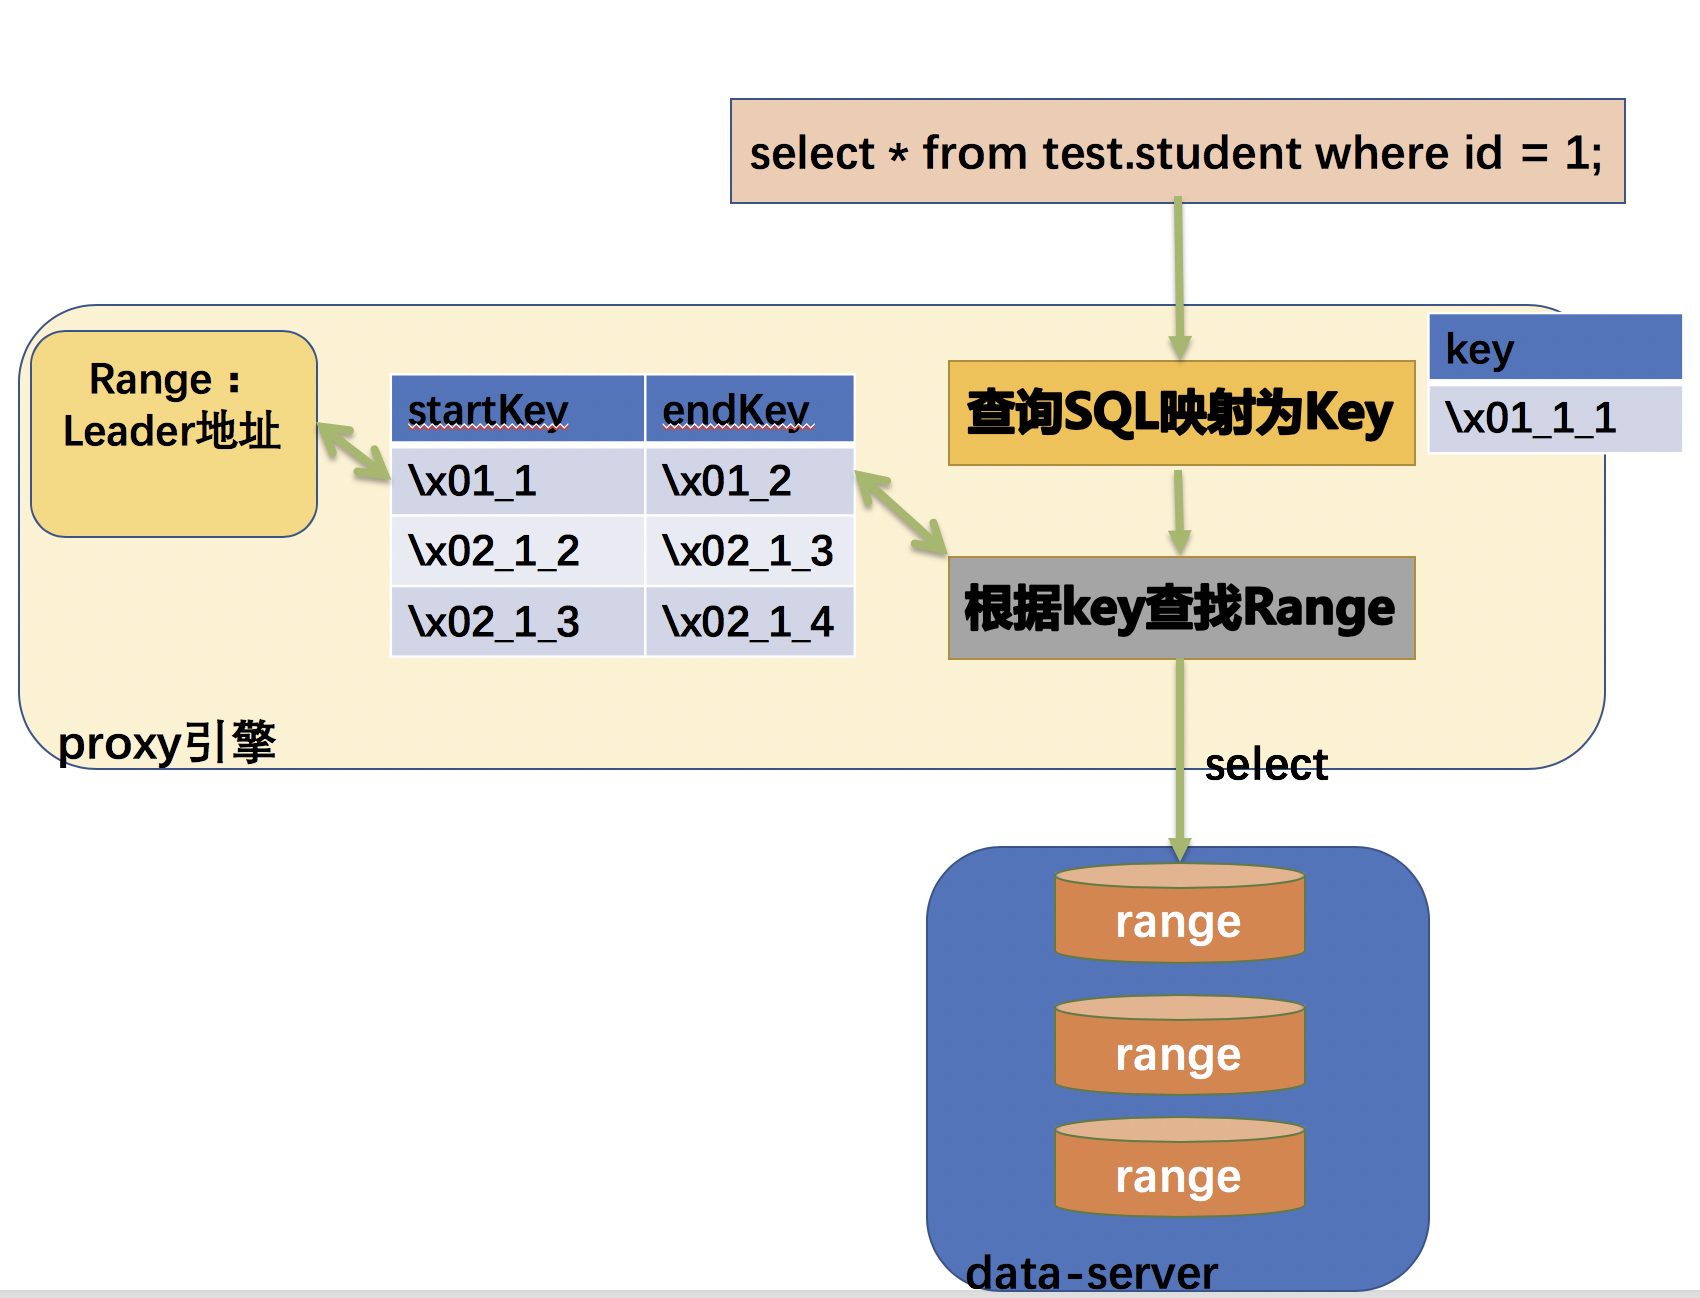 select * from test.student where id = 1;
Range：
Leader地址
startKey endKey
\x01_1 \x01_2
\x02_1_2 \x02_1_3
\x02_1_3 \x02_1_4
查询SQL映射为Key
key
\x01_1_1
根据key查找Range
proxy引擎
select
range
range
range
data-server